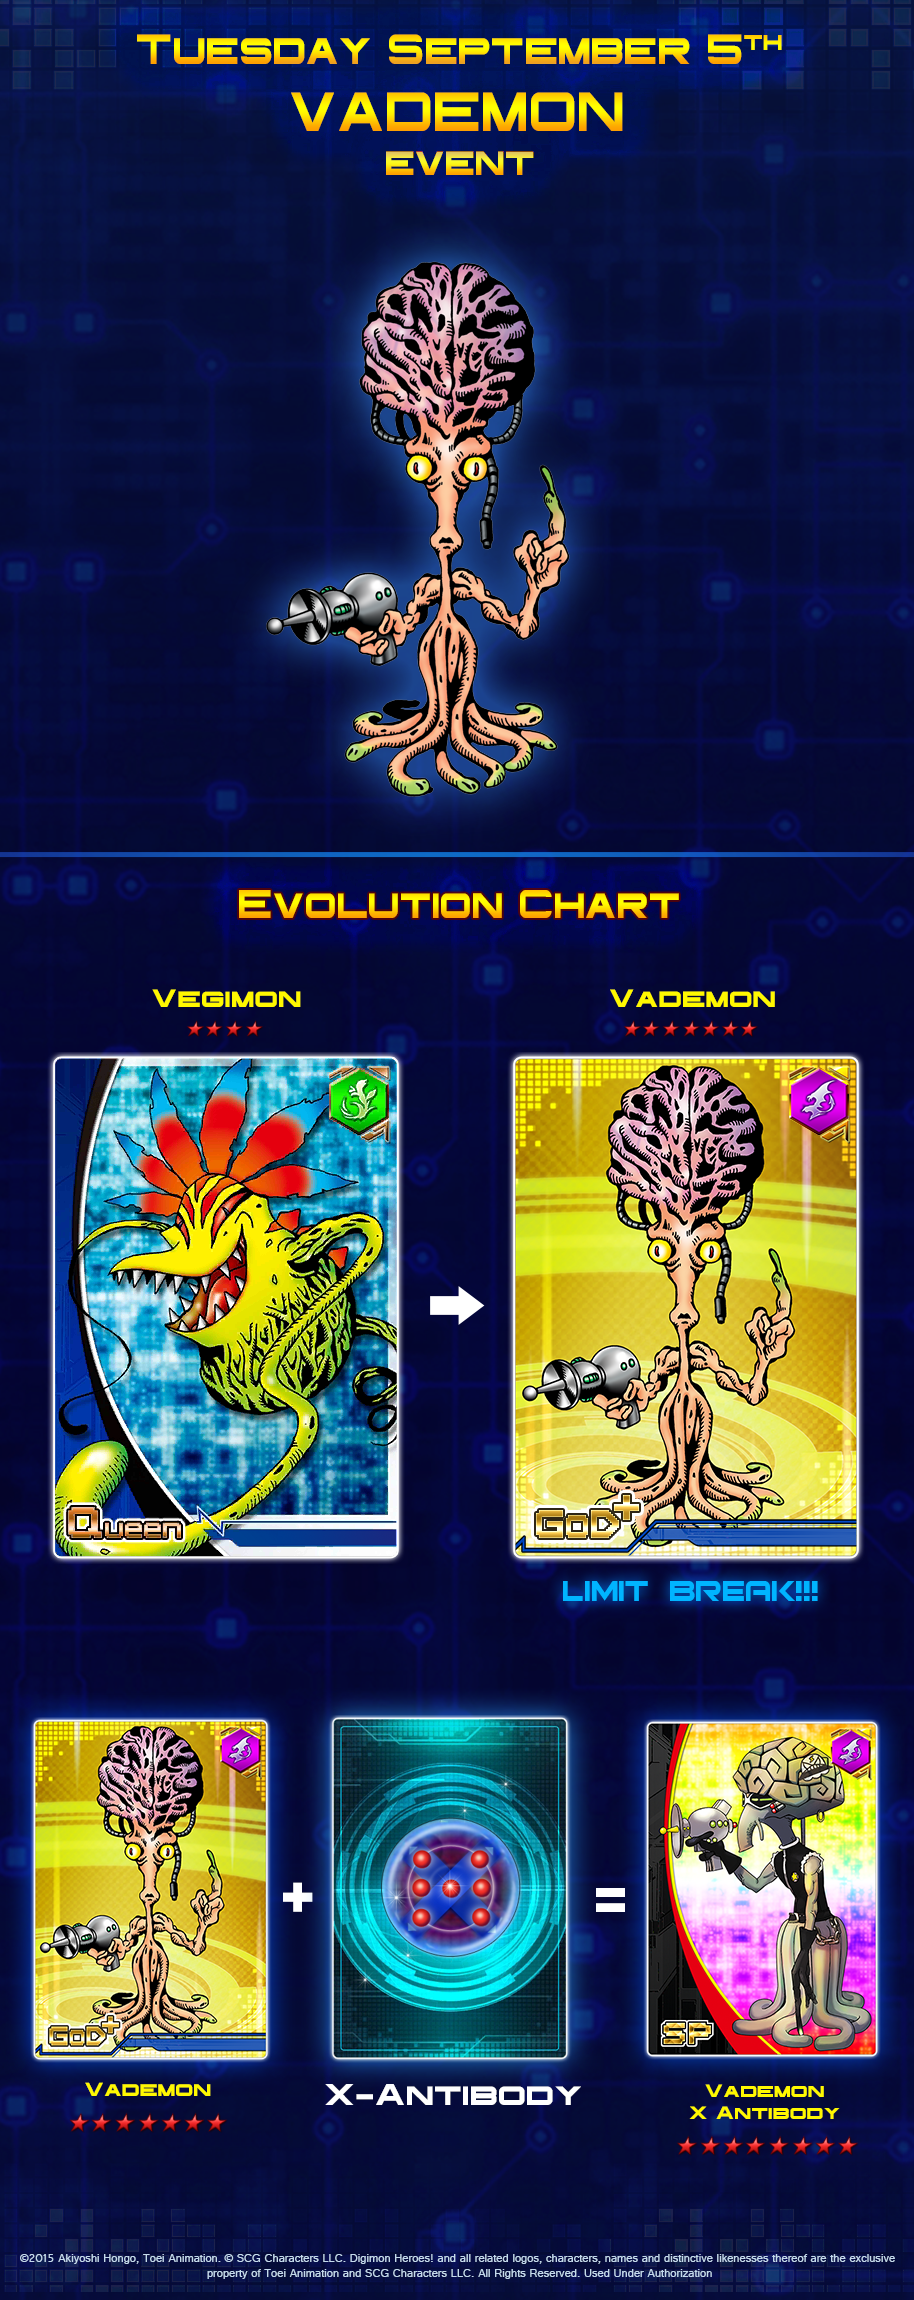 Tuesday September 5th
Vademon
Event
Evolution Chart
Vegimon
Vademon
Queen
God+
LIMIT BREAK!!!
God+
SP
Vademon
X-Antibody
Vademon
X Antibody
©2015 Akiyoshi Hongo, Toei Animation. © SCG Characters LLC. Digimon Heroes! and all related logos, characters, names and distinctive likenesses thereof are the exclusive
property of Toei Animation and SCG Characters LLC. All Rights Reserved. Used Under Authorization